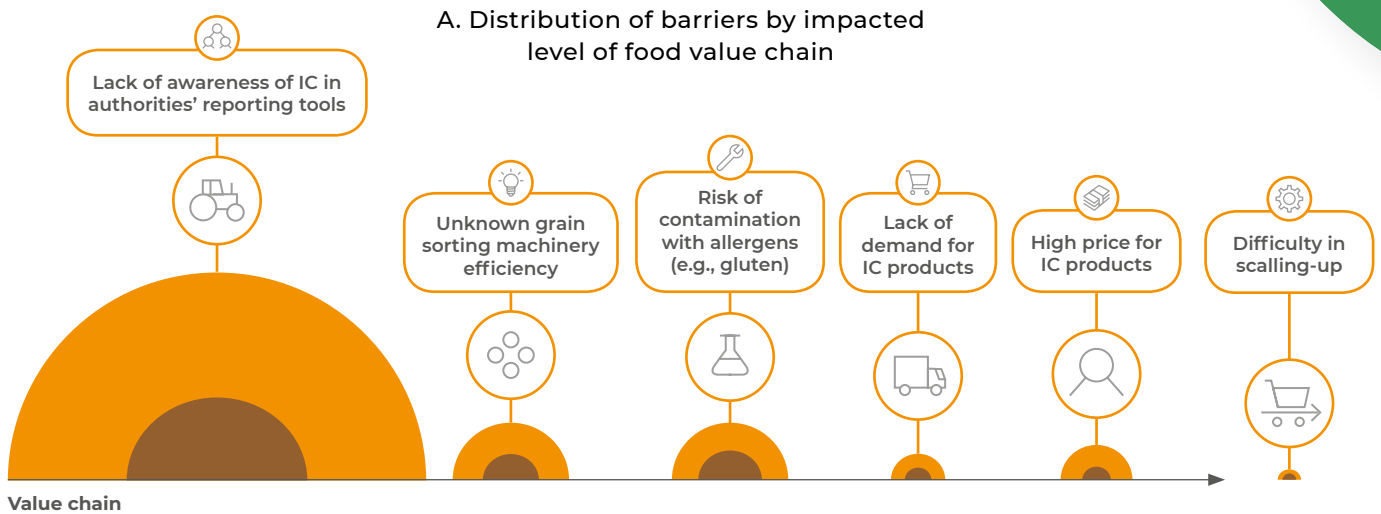 A. Distribution of barriers by impacted
level of food value chain
Lack of awareness of IC in
authorities’ reporting tools
Unknown grain
sorting machinery
efficiency
Risk of
contamination
with allergens
(e.g., gluten)
Lack of
demand for
IC products
High price for
IC products
Difficulty in
scalling-up
Value chain